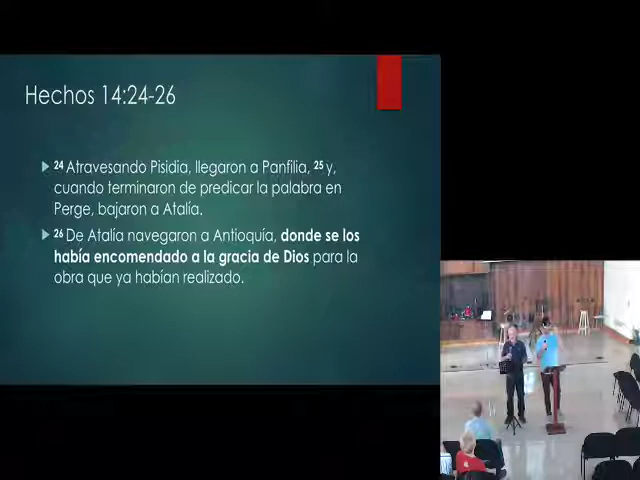 Hechos 14:24-26
24 Atravesando Pisidia, llegaron a Panfilia, 25 y,
cuando terminaron de predicar la palabra en
Perge, bajaron a Atalía.
26 De Atalía navegaron a Antioquía, donde se los
había encomendado a la gracia de Dios para la
obra que ya habían realizado.